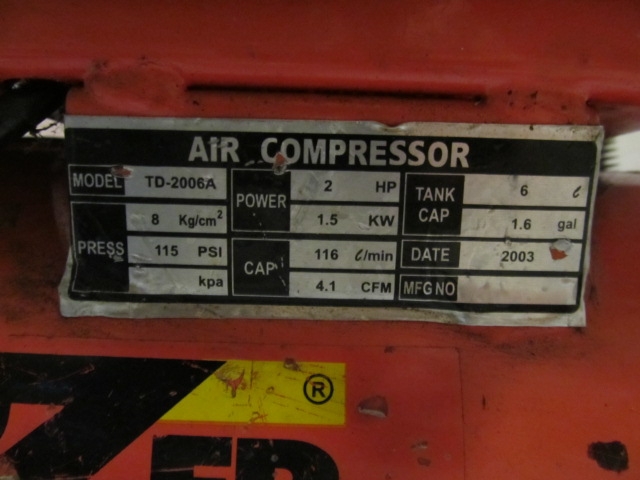 AIR COMPRESSOR
MODEL TD-2006A
PRESS
8 Kg/cm²
115 PSI
kpa
POWER
2 HP
1.5 KW
CAP
116 ℓ/min
4.1 CFM
TANK CAP
6 ℓ
1.6 gal
DATE 2003
MFG NO
®